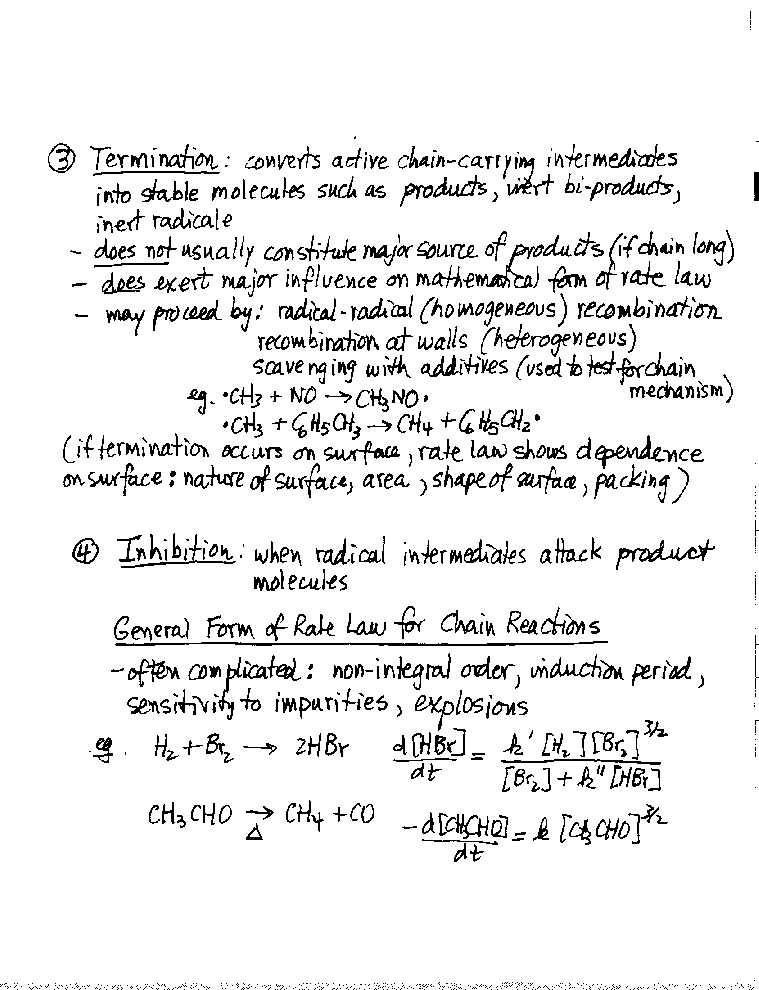 ③ Termination: converts active chain-carrying intermediates
into stable molecules such as products, inert bi-products,
inert radicals
- does not usually constitute major source of products (if chain long)
- does exert major influence on mathematical form of rate law
- may proceed by: radical-radical (homogeneous) recombination
recombination at walls (heterogeneous)
scavenging with additives (used to test for chain
mechanism)
eg. •CH₃ + NO → CH₃NO•
•CH₃ + C₆H₅CH₃ → CH₄ + C₆H₅CH₂•
(if termination occurs on surface, rate law shows dependence
on surface: nature of surface, area, shape of surface, packing)
④ Inhibition: when radical intermediates attack product
molecules
General Form of Rate Law for Chain Reactions
- often complicated: non-integral order, induction period,
sensitivity to impurities, explosions
eg. H₂ + Br₂ → 2HBr d[HBr]/dt = k'[H₂][Br₂]^3/2 / [Br₂] + k"[HBr]
CH₃CHO →Δ CH₄ + CO -d[CH₃CHO]/dt = k [CH₃CHO]^3/2